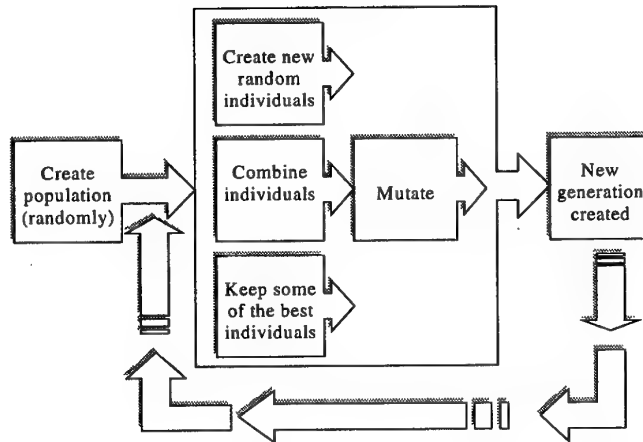 Create new
random
individuals
Create
population
(randomly)
Combine
individuals
Mutate
New
generation
created
Keep some
of the best
individuals